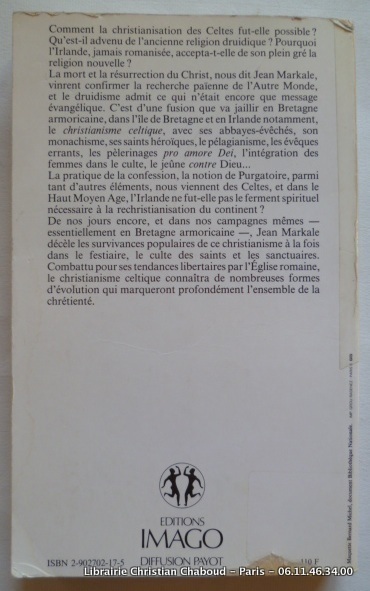 Comment la christianisation des Celtes fut-elle possible ?
Qu'est-il advenu de l'ancienne religion druidique ? Pourquoi
l'Irlande, jamais romanisée, accepta-t-elle de son plein gré la
religion nouvelle ?
La mort et la résurrection du Christ, nous dit Jean Markale,
vinrent confirmer la recherche païenne de l'Autre Monde,
et le druidisme admit ce qui n'était encore que message
évangélique. C'est d'une fusion que va jaillir en Bretagne
armoricaine, dans l'île de Bretagne et en Irlande notamment,
le christianisme celtique, avec ses abbayes-évêchés, son
monachisme, ses saints héroïques, le pélagianisme, les évêques
errants, les pèlerinages pro amore Dei, l'intégration des
femmes dans le culte, le jeûne contre Dieu...
La pratique de la confession, la notion de Purgatoire, parmi
tant d'autres éléments, nous viennent des Celtes, et dans le
Haut Moyen Age, l'Irlande ne fut-elle pas le ferment spirituel
nécessaire à la rechristianisation du continent ?
De nos jours encore, et dans nos campagnes mêmes —
essentiellement en Bretagne armoricaine —, Jean Markale
décèle les survivances populaires de ce christianisme à la fois
dans le festiaire, le culte des saints et les sanctuaires.
Combattu pour ses tendances libertaires par l'Église romaine,
le christianisme celtique connaîtra de nombreuses formes
d'évolution qui marqueront profondément l'ensemble de la
chrétienté.
EDITIONS
IMAGO
ISBN 2-902702-17-5
DIFFUSION PAYOT
110 F
Librairie Christian Chaboud - Paris - 06.11.46.34.00
Maquette Bernard Mahel, document Bibliothèque Nationale.